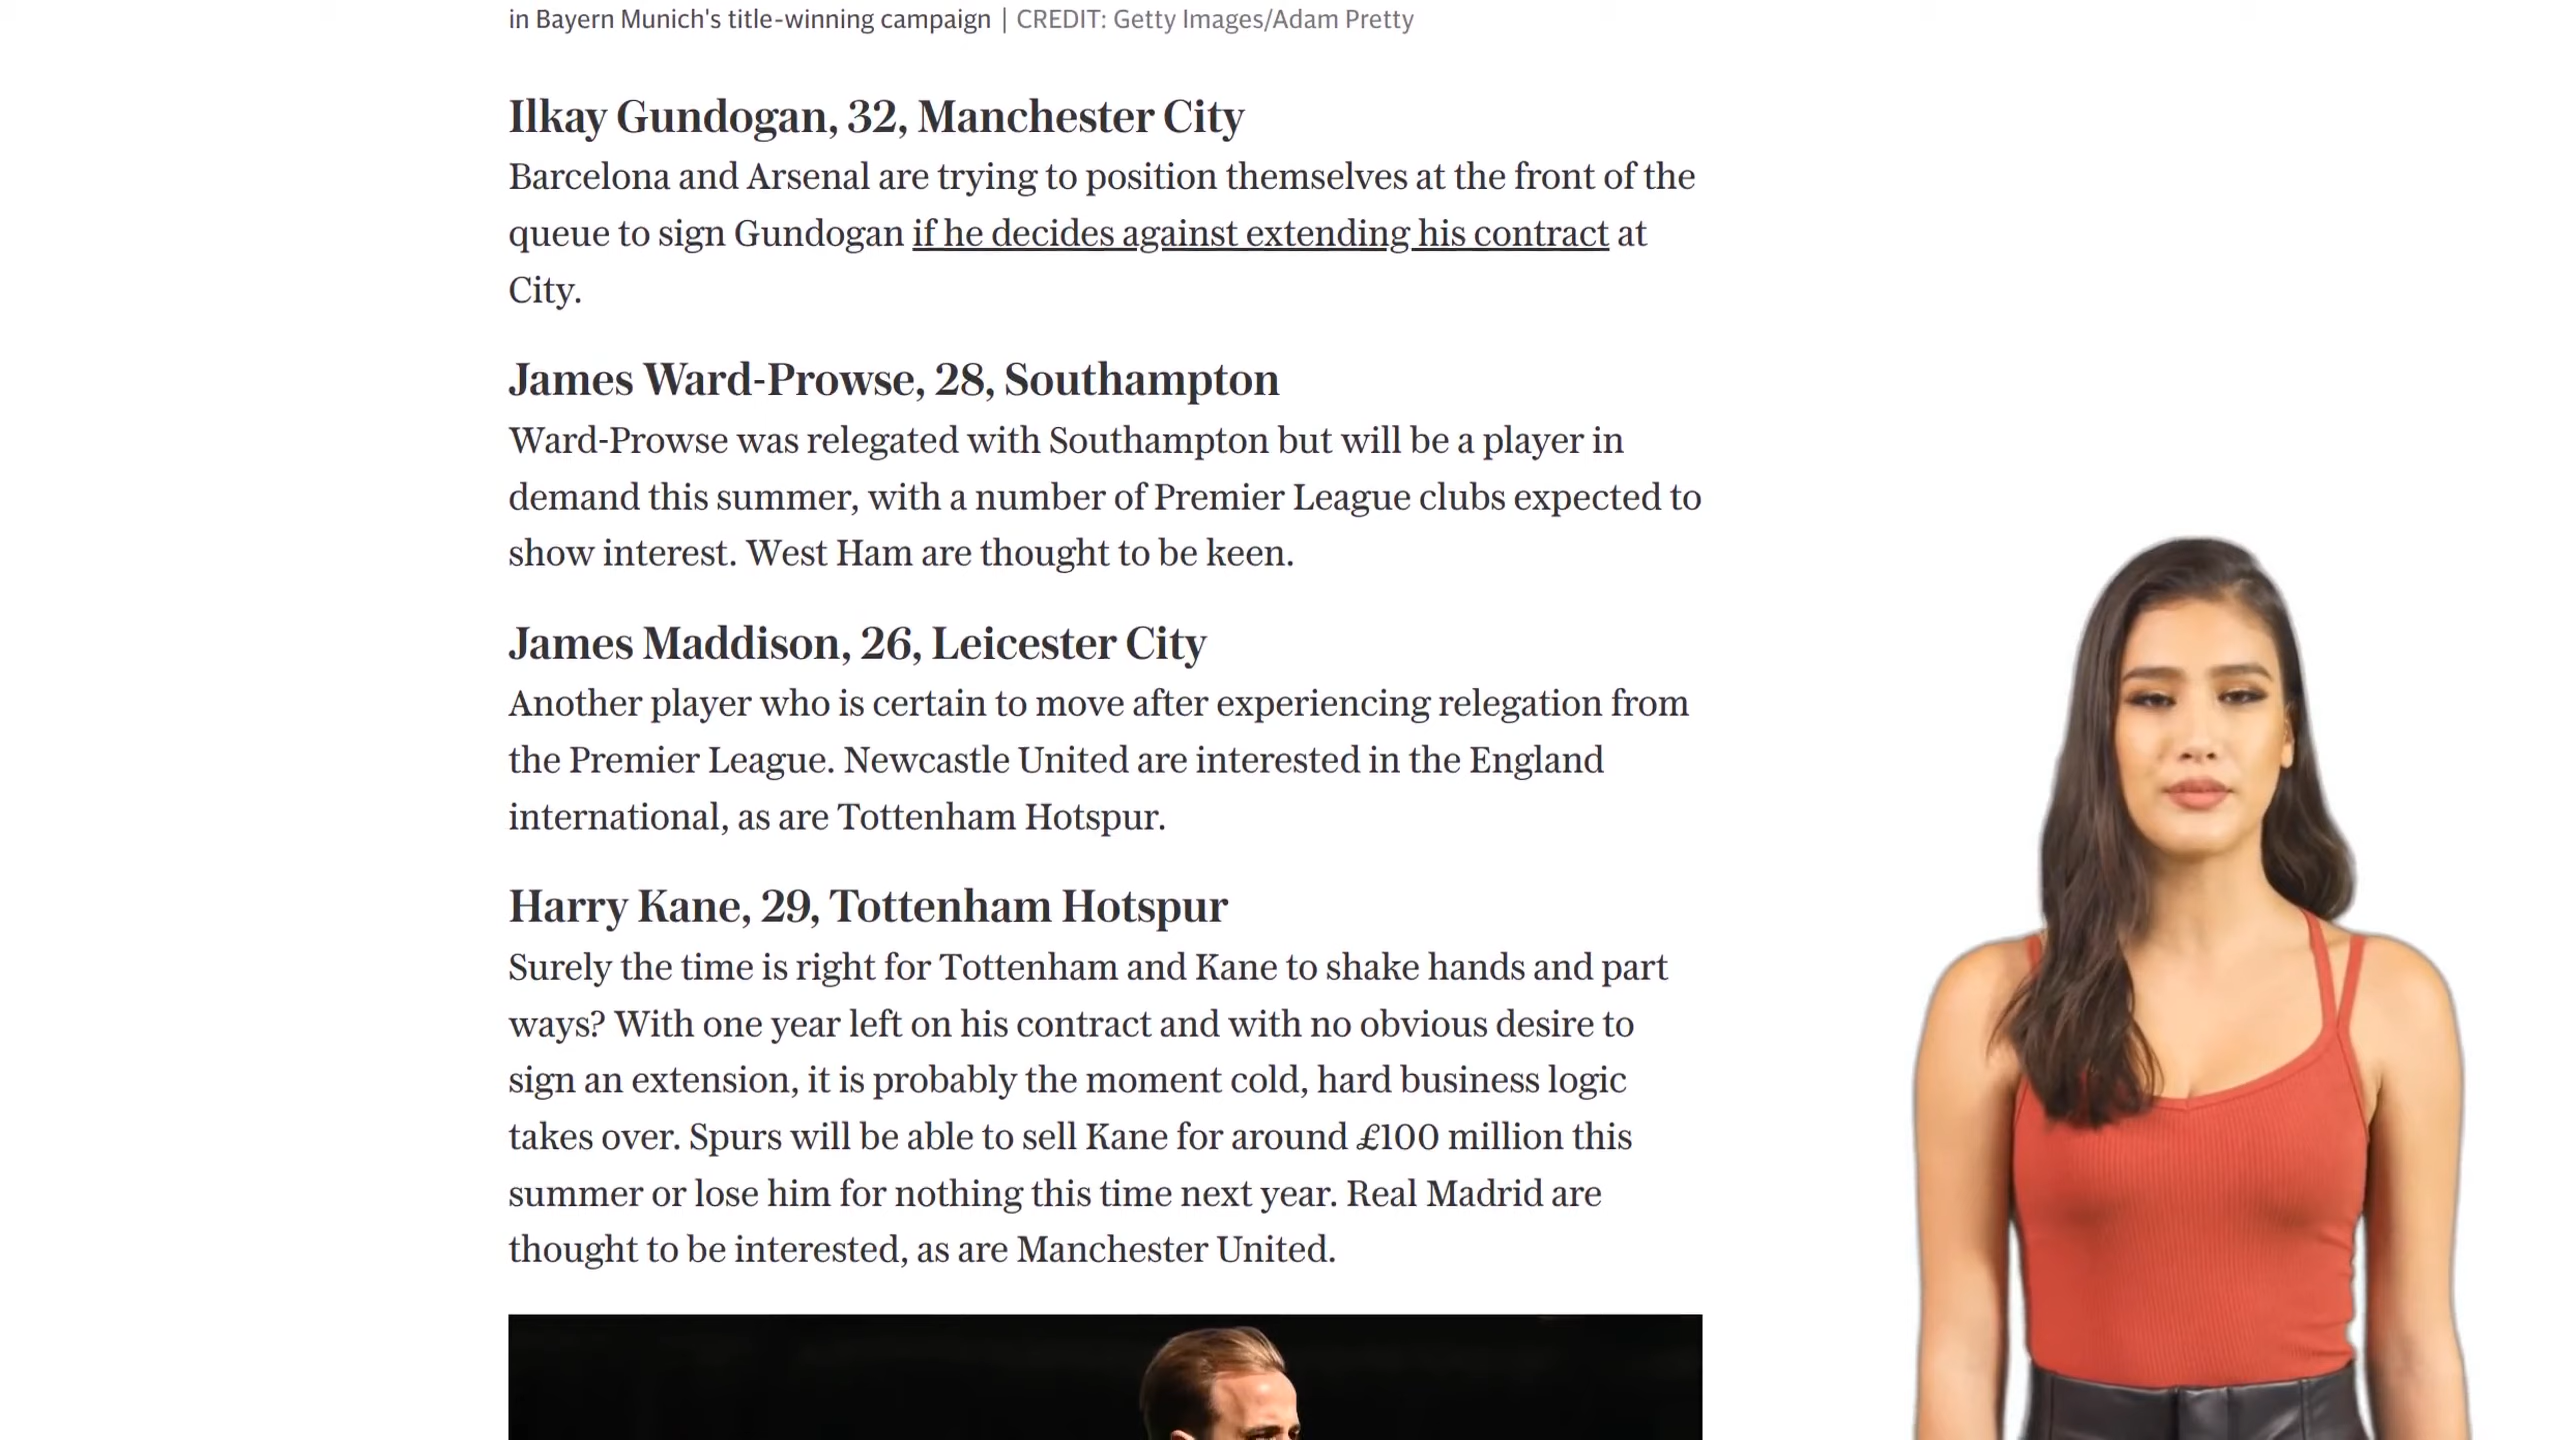 in Bayern Munich's title-winning campaign | CREDIT: Getty Images/Adam Pretty
Ilkay Gundogan, 32, Manchester City
Barcelona and Arsenal are trying to position themselves at the front of the
queue to sign Gundogan if he decides against extending his contract at
City.
James Ward-Prowse, 28, Southampton
Ward-Prowse was relegated with Southampton but will be a player in
demand this summer, with a number of Premier League clubs expected to
show interest. West Ham are thought to be keen.
James Maddison, 26, Leicester City
Another player who is certain to move after experiencing relegation from
the Premier League. Newcastle United are interested in the England
international, as are Tottenham Hotspur.
Harry Kane, 29, Tottenham Hotspur
Surely the time is right for Tottenham and Kane to shake hands and part
ways? With one year left on his contract and with no obvious desire to
sign an extension, it is probably the moment cold, hard business logic
takes over. Spurs will be able to sell Kane for around £100 million this
summer or lose him for nothing this time next year. Real Madrid are
thought to be interested, as are Manchester United.